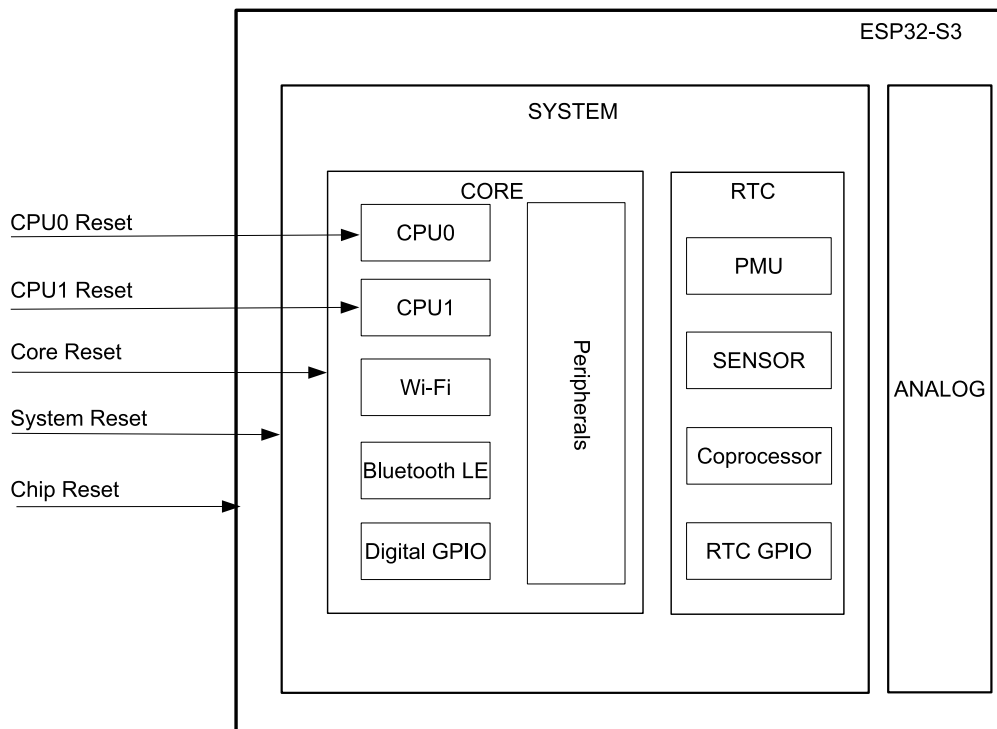 ESP32-S3
SYSTEM
CORE
RTC
CPU0 Reset
CPU1 Reset
Core Reset
System Reset
Chip Reset
CPU0
CPU1
Wi-Fi
Bluetooth LE
Digital GPIO
Peripherals
PMU
SENSOR
Coprocessor
RTC GPIO
ANALOG